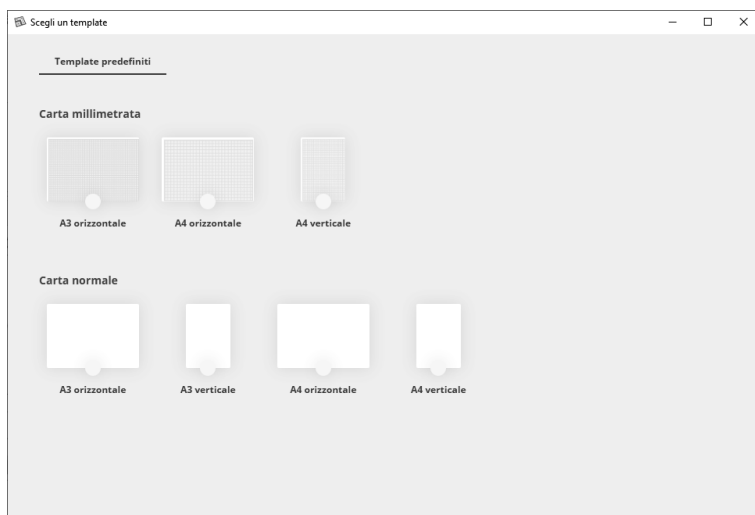 Scegli un template
Template predefiniti
Carta millimetrata
A3 orizzontale
A4 orizzontale
A4 verticale
Carta normale
A3 orizzontale
A3 verticale
A4 orizzontale
A4 verticale